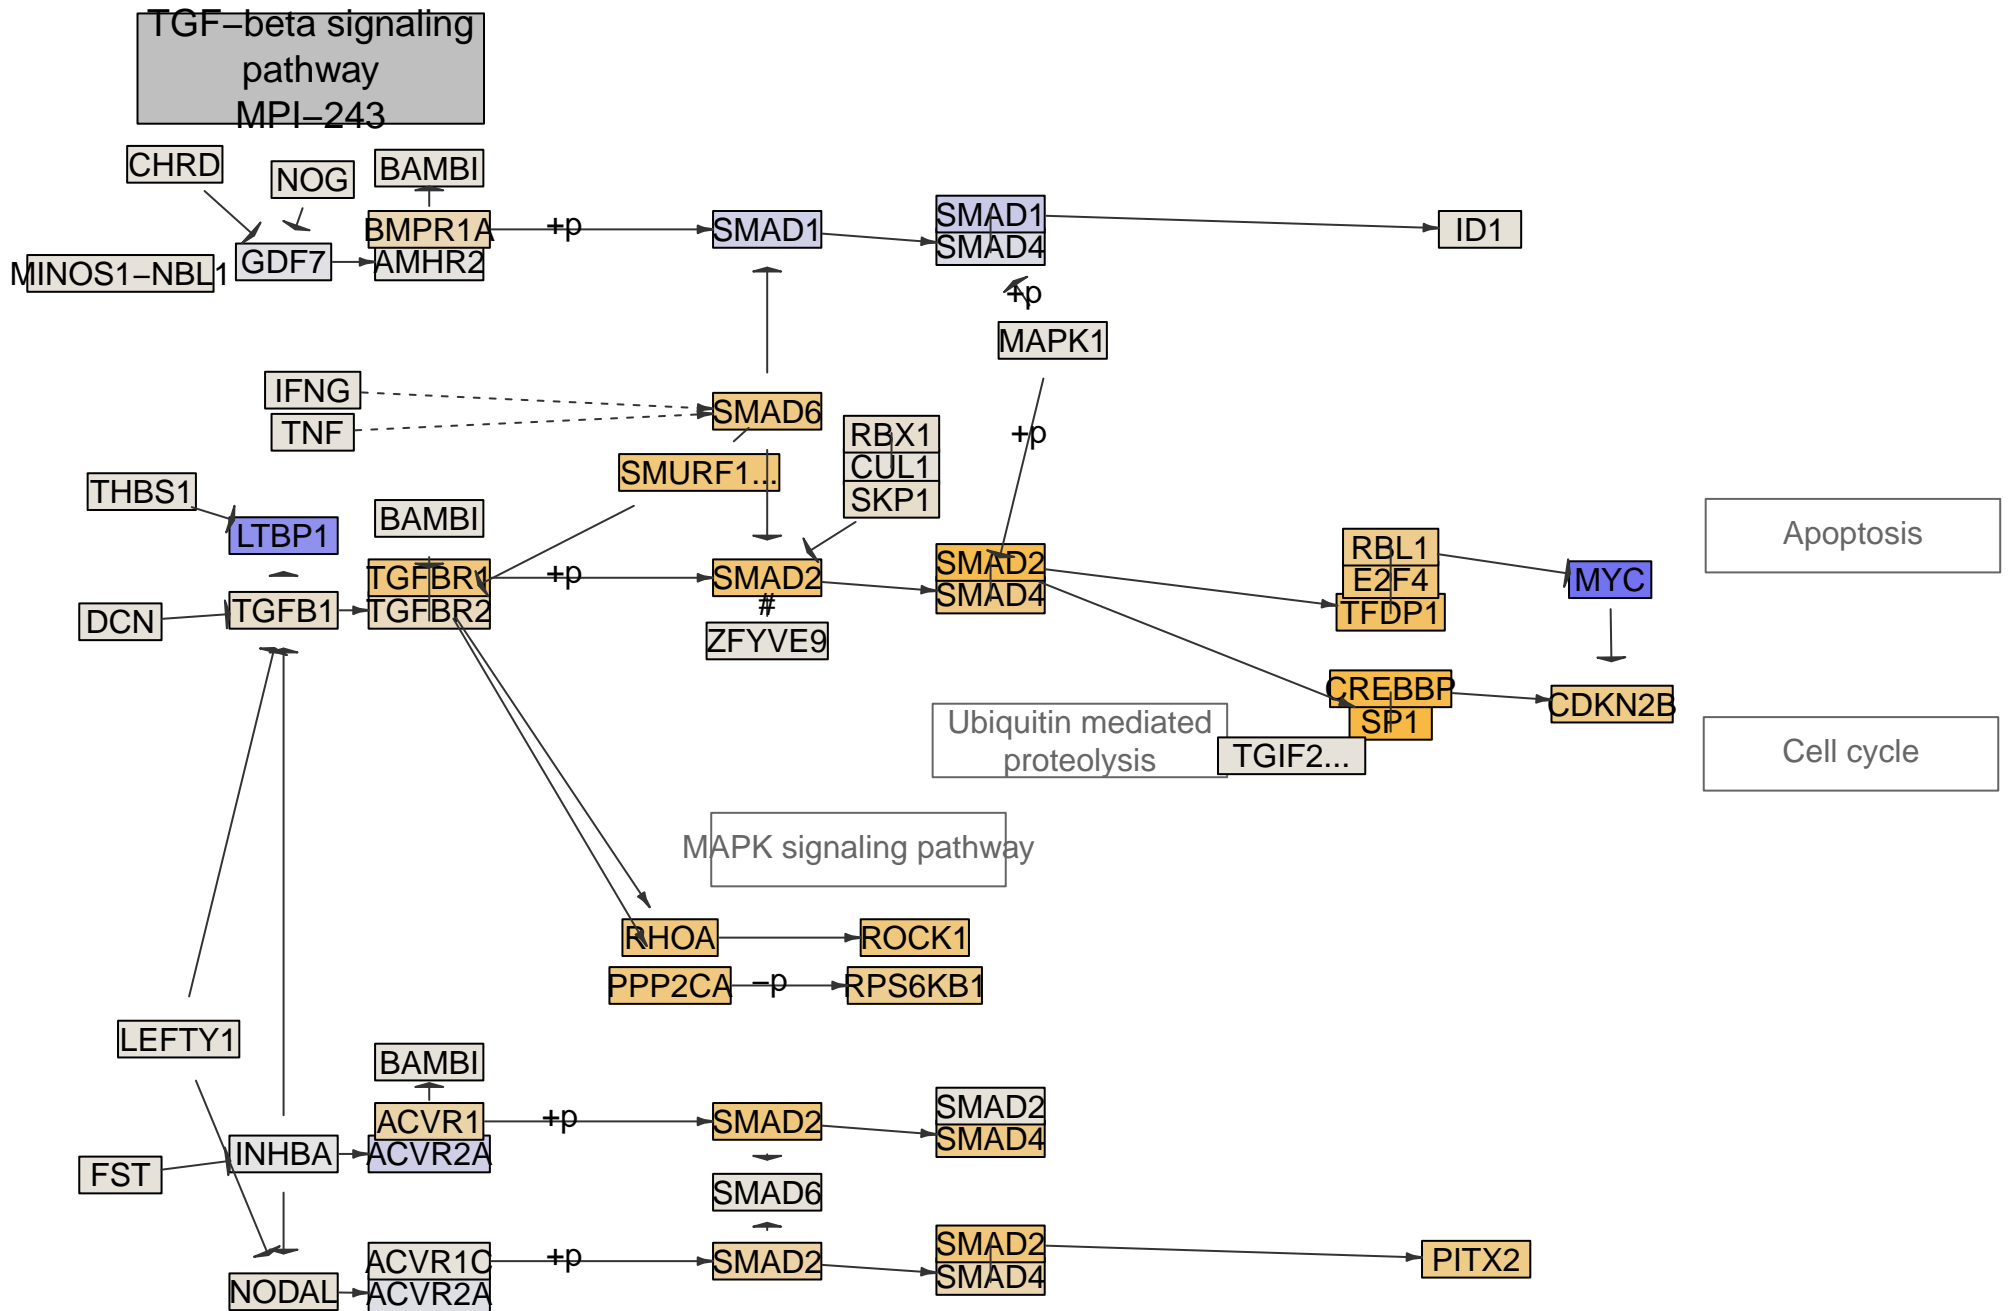 TGF−beta signaling
pathway
MPI−243
CHRD
NOG
BAMBI
MINOS1−NBL1
GDF7
BMPR1A
AMHR2
+p
SMAD1
SMAD1
SMAD4
ID1
+p
MAPK1
IFNG
TNF
SMAD6
+p
SMURF1...
RBX1
CUL1
SKP1
THBS1
LTBP1
BAMBI
DCN
TGFB1
TGFBR1
TGFBR2
+p
SMAD2
#
ZFYVE9
SMAD2
SMAD4
RBL1
E2F4
TFDP1
MYC
Apoptosis
CREBBP
SP1
CDKN2B
Ubiquitin mediated
proteolysis
TGIF2...
Cell cycle
MAPK signaling pathway
RHOA
ROCK1
PPP2CA
−p
RPS6KB1
LEFTY1
BAMBI
ACVR1
ACVR2A
+p
SMAD2
SMAD2
SMAD4
FST
INHBA
SMAD6
NODAL
ACVR1C
ACVR2A
+p
SMAD2
SMAD2
SMAD4
PITX2